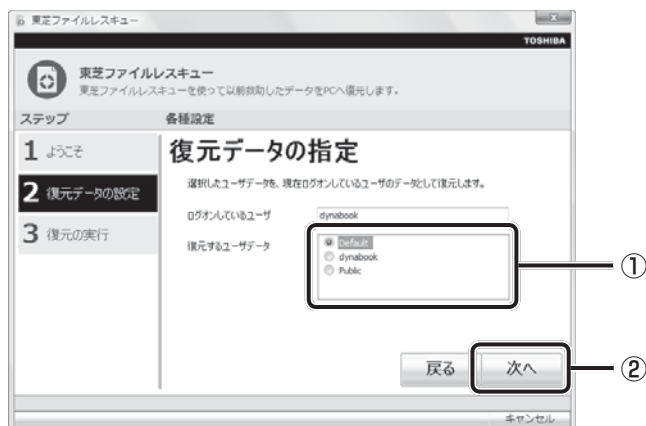 東芝ファイルレスキュー
TOSHIBA
東芝ファイルレスキュー
東芝ファイルレスキューを使って以前救助したデータをPCへ復元します。
ステップ 各種設定
1 ようこそ
2 復元データの設定
3 復元の実行
復元データの指定
選択したユーザデータを、現在ログオンしているユーザのデータとして復元します。
ログオンしているユーザ dynabook
復元するユーザデータ Default
dynabook
Public
①
戻る 次へ
②
キャンセル